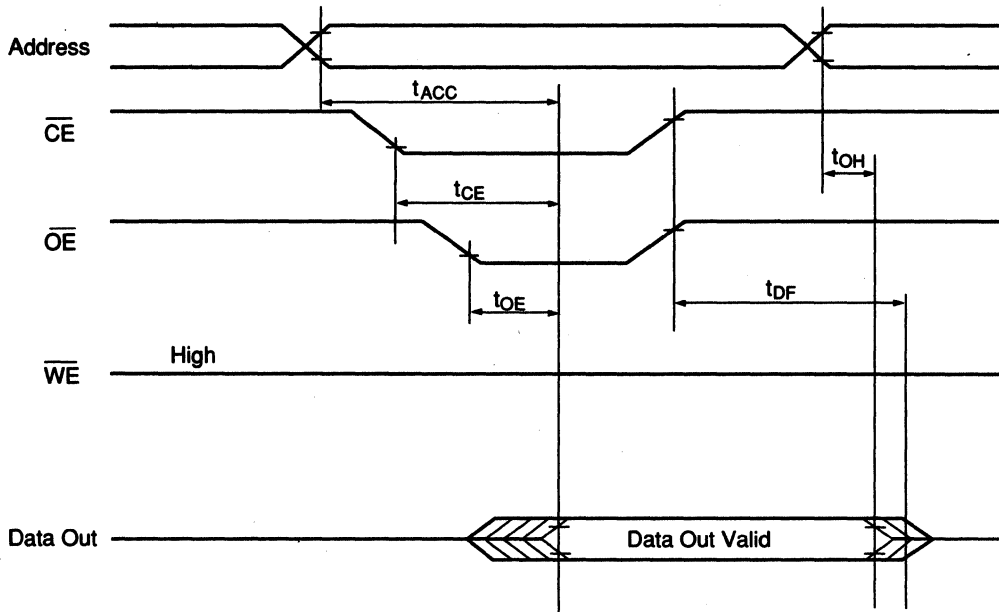 Address
tACC
CE
tOH
tCE
OE
tDF
tOE
High
WE
Data Out
Data Out Valid